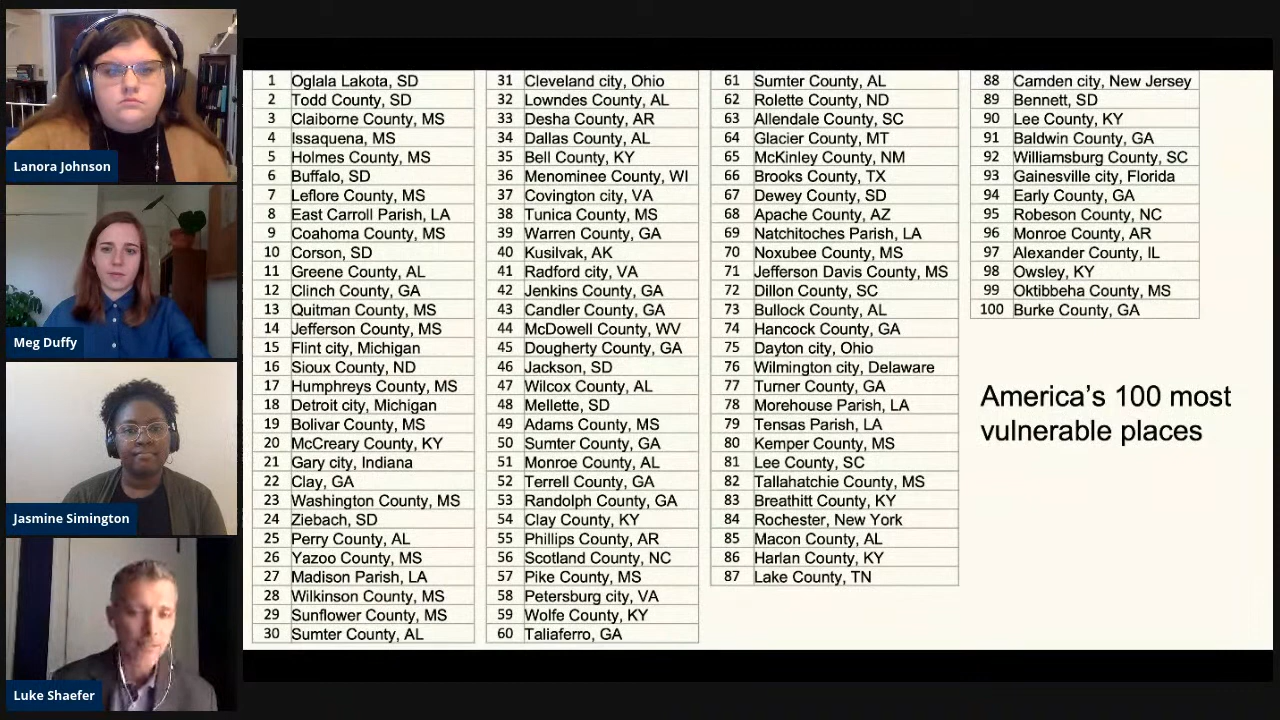 Lanora Johnson
Meg Duffy
Jasmine Simington
Luke Shaefer
1 Oglala Lakota, SD
2 Todd County, SD
3 Claiborne County, MS
4 Issaquena, MS
5 Holmes County, MS
6 Buffalo, SD
7 Leflore County, MS
8 East Carroll Parish, LA
9 Coahoma County, MS
10 Corson, SD
11 Greene County, AL
12 Clinch County, GA
13 Quitman County, MS
14 Jefferson County, MS
15 Flint city, Michigan
16 Sioux County, ND
17 Humphreys County, MS
18 Detroit city, Michigan
19 Bolivar County, MS
20 McCreary County, KY
21 Gary city, Indiana
22 Clay, GA
23 Washington County, MS
24 Ziebach, SD
25 Perry County, AL
26 Yazoo County, MS
27 Madison Parish, LA
28 Wilkinson County, MS
29 Sunflower County, MS
30 Sumter County, AL
31 Cleveland city, Ohio
32 Lowndes County, AL
33 Desha County, AR
34 Dallas County, AL
35 Bell County, KY
36 Menominee County, WI
37 Covington city, VA
38 Tunica County, MS
39 Warren County, GA
40 Kusilvak, AK
41 Radford city, VA
42 Jenkins County, GA
43 Candler County, GA
44 McDowell County, WV
45 Dougherty County, GA
46 Jackson, SD
47 Wilcox County, AL
48 Mellette, SD
49 Adams County, MS
50 Sumter County, GA
51 Monroe County, AL
52 Terrell County, GA
53 Randolph County, GA
54 Clay County, KY
55 Phillips County, AR
56 Scotland County, NC
57 Pike County, MS
58 Petersburg city, VA
59 Wolfe County, KY
60 Taliaferro, GA
61 Sumter County, AL
62 Rolette County, ND
63 Allendale County, SC
64 Glacier County, MT
65 McKinley County, NM
66 Brooks County, TX
67 Dewey County, SD
68 Apache County, AZ
69 Natchitoches Parish, LA
70 Noxubee County, MS
71 Jefferson Davis County, MS
72 Dillon County, SC
73 Bullock County, AL
74 Hancock County, GA
75 Dayton city, Ohio
76 Wilmington city, Delaware
77 Turner County, GA
78 Morehouse Parish, LA
79 Tensas Parish, LA
80 Kemper County, MS
81 Lee County, SC
82 Tallahatchie County, MS
83 Breathitt County, KY
84 Rochester, New York
85 Macon County, AL
86 Harlan County, KY
87 Lake County, TN
88 Camden city, New Jersey
89 Bennett, SD
90 Lee County, KY
91 Baldwin County, GA
92 Williamsburg County, SC
93 Gainesville city, Florida
94 Early County, GA
95 Robeson County, NC
96 Monroe County, AR
97 Alexander County, IL
98 Owsley, KY
99 Oktibbeha County, MS
100 Burke County, GA
America's 100 most
vulnerable places